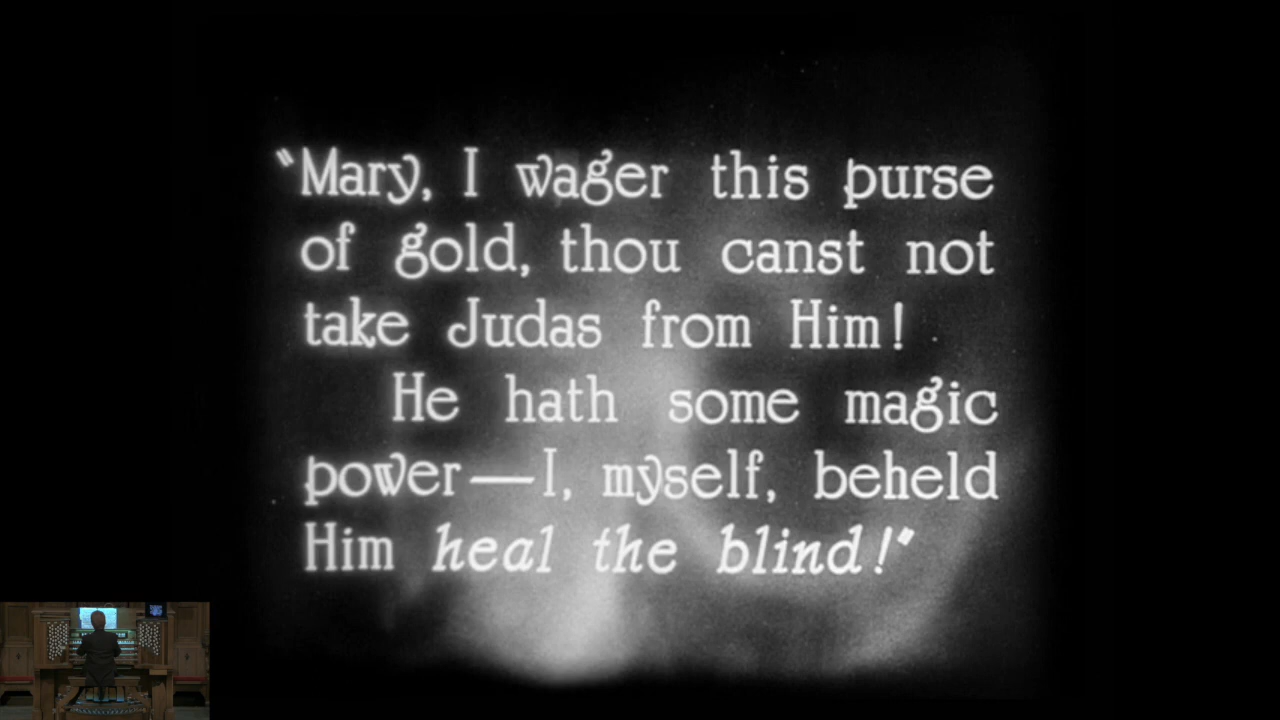 "Mary, I wager this purse
of gold, thou canst not
take Judas from Him!
He hath some magic
power—I, myself, beheld
Him heal the blind!"